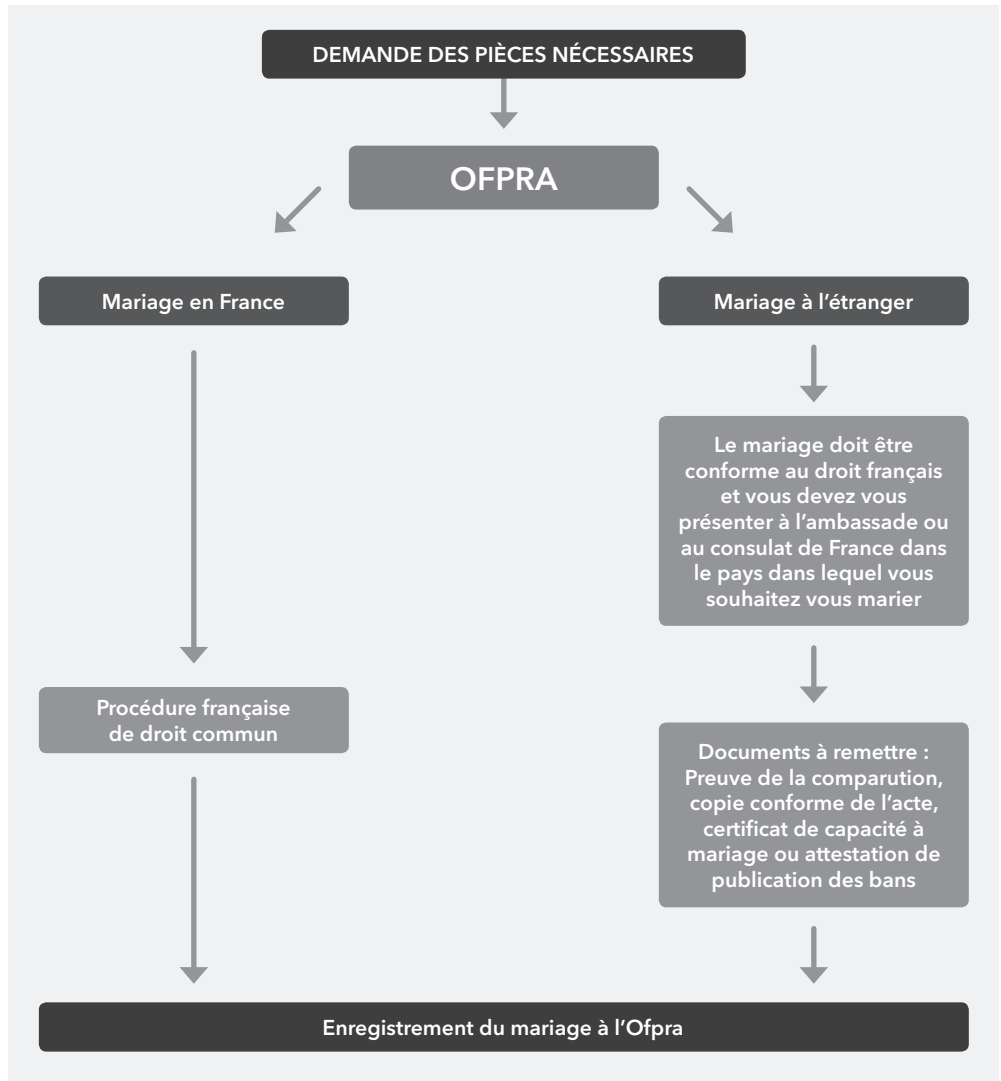 DEMANDE DES PIÈCES NÉCESSAIRES
OFPRA
Mariage en France
Mariage à l'étranger
Le mariage doit être
conforme au droit français
et vous devez vous
présenter à l'ambassade ou
au consulat de France dans
le pays dans lequel vous
souhaitez vous marier
Procédure française
de droit commun
Documents à remettre :
Preuve de la comparution,
copie conforme de l'acte,
certificat de capacité à
mariage ou attestation de
publication des bans
Enregistrement du mariage à l'Ofpra